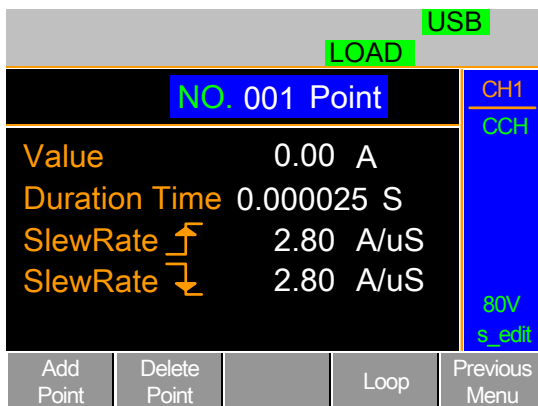 USB
LOAD
NO. 001 Point
CH1
CCH
Value 0.00 A
Duration Time 0.000025 S
SlewRate 2.80 A/uS
SlewRate 2.80 A/uS
80V
s_edit
Add Point
Delete Point
Loop
Previous Menu